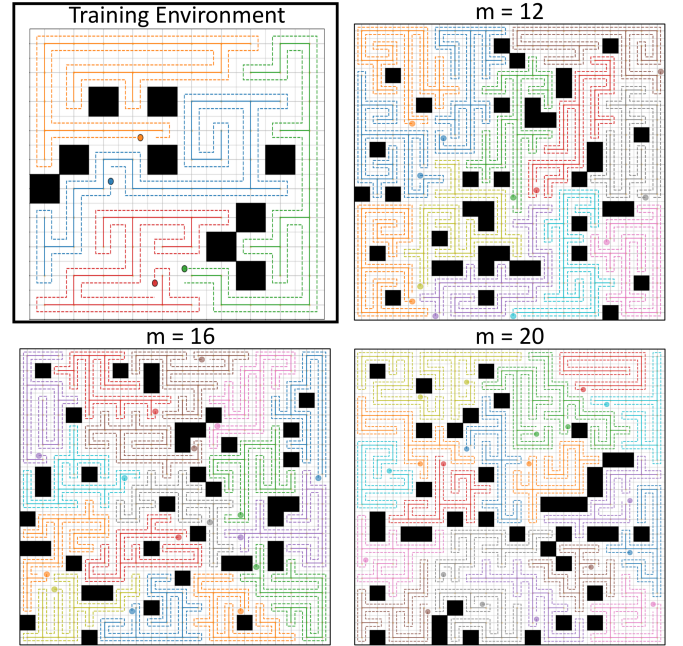 Training Environment
m = 12
m = 16
m = 20